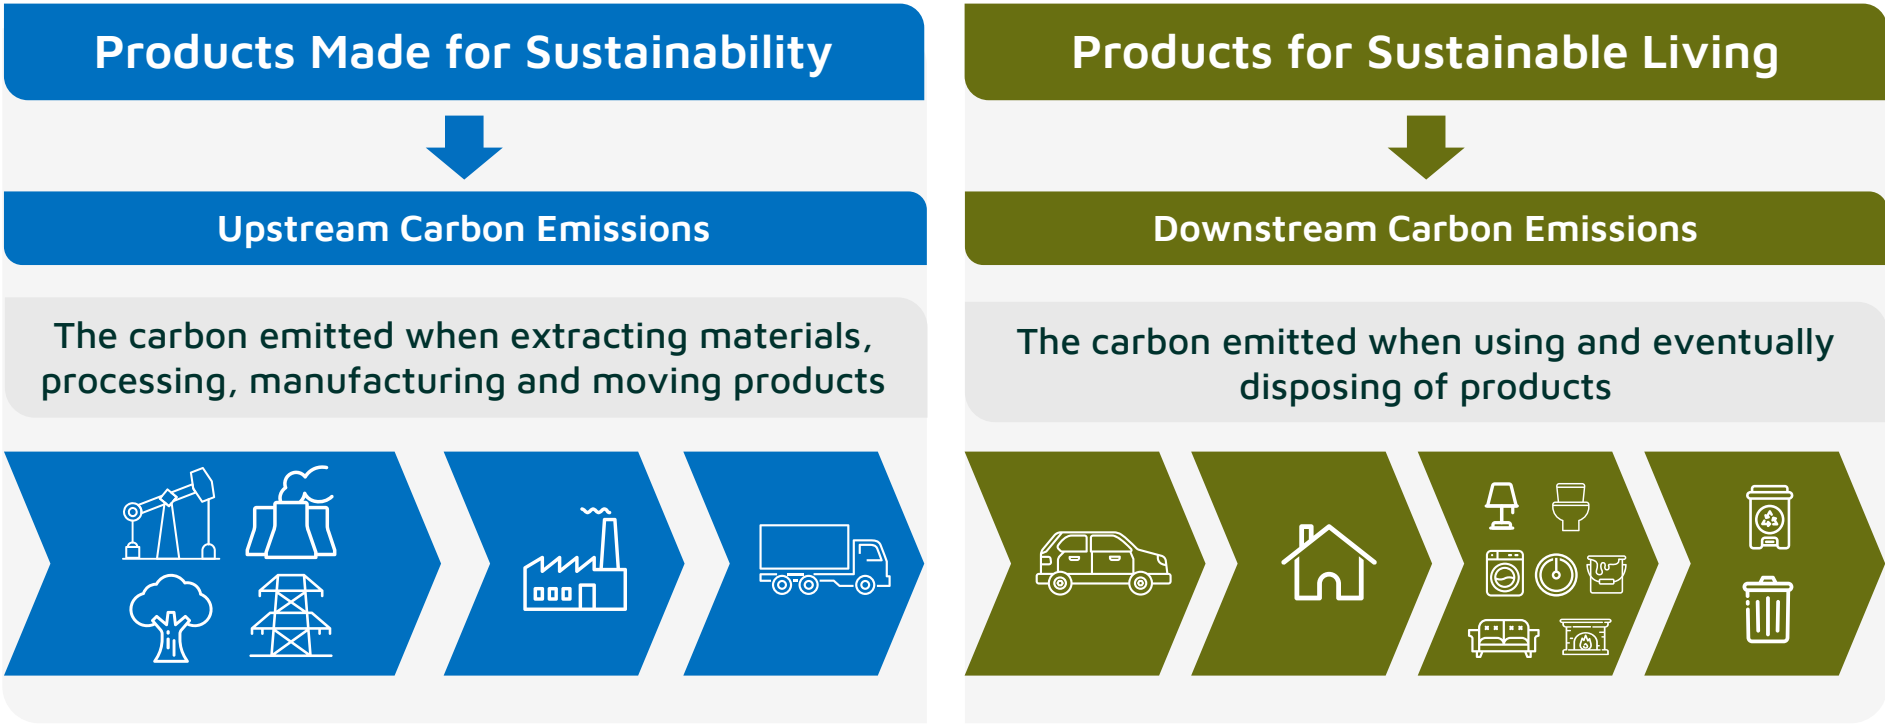 Products Made for Sustainability
Upstream Carbon Emissions
The carbon emitted when extracting materials,
processing, manufacturing and moving products
Products for Sustainable Living
Downstream Carbon Emissions
The carbon emitted when using and eventually
disposing of products